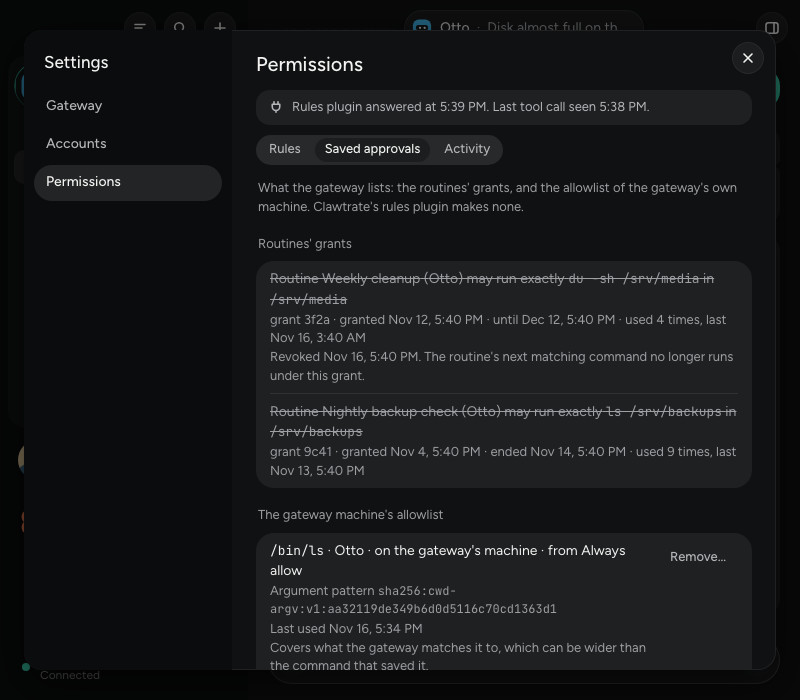 Otto · Disk almost full on th
Settings
Gateway
Accounts
Permissions
Permissions
Rules plugin answered at 5:39 PM. Last tool call seen 5:38 PM.
Rules
Saved approvals
Activity
What the gateway lists: the routines' grants, and the allowlist of the gateway's own
machine. Clawtrate's rules plugin makes none.
Routines' grants
Routine Weekly cleanup (Otto) may run exactly du -sh /srv/media in
/srv/media
grant 3f2a · granted Nov 12, 5:40 PM · until Dec 12, 5:40 PM · used 4 times, last
Nov 16, 3:40 AM
Revoked Nov 16, 5:40 PM. The routine's next matching command no longer runs
under this grant.
Routine Nightly backup check (Otto) may run exactly ls /srv/backups in
/srv/backups
grant 9c41 · granted Nov 4, 5:40 PM · ended Nov 14, 5:40 PM · used 9 times, last
Nov 13, 5:40 PM
The gateway machine's allowlist
/bin/ls · Otto · on the gateway's machine · from Always
allow
Remove...
Argument pattern sha256:cwd-
argv:v1:aa32119de349b6d0d5116c70cd1363d1
Last used Nov 16, 5:34 PM
Covers what the gateway matches it to, which can be wider than
the command that saved it.
Connected